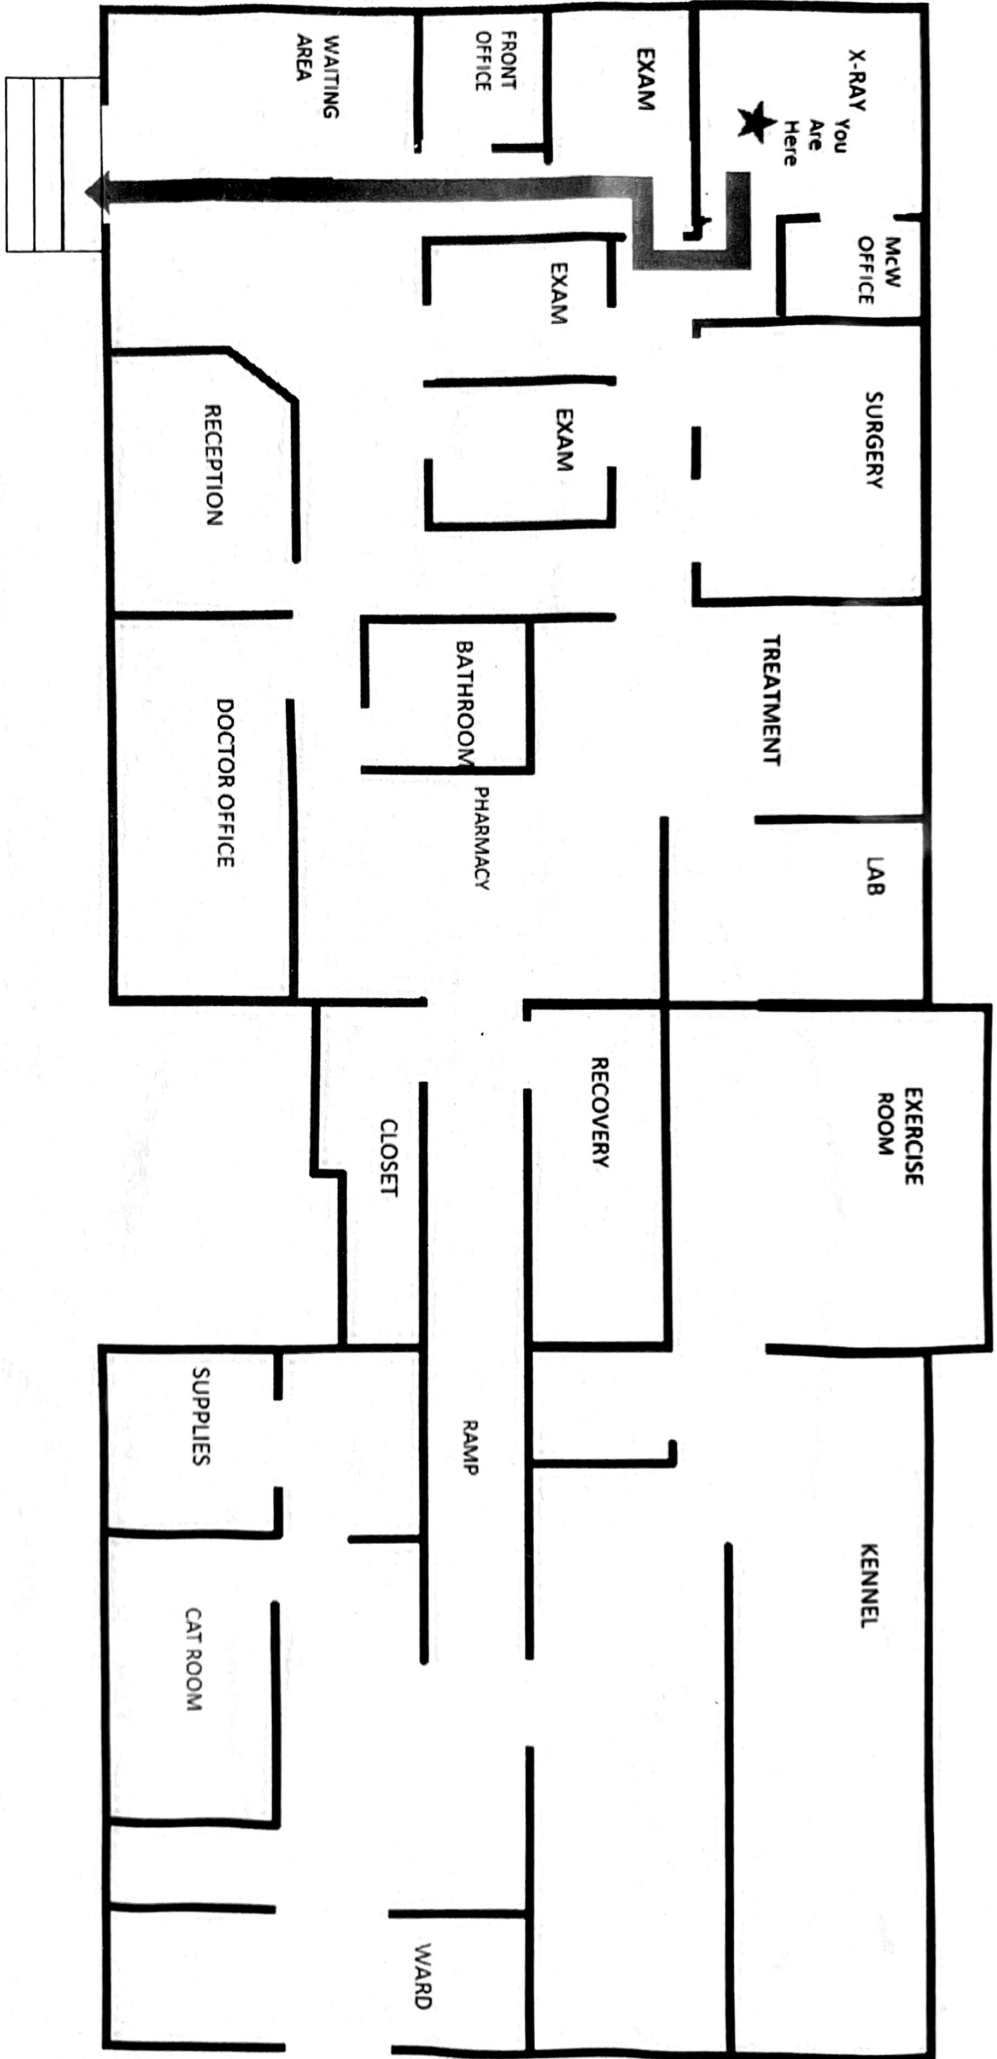 X-RAY
You
Are
Here
McW
OFFICE
SURGERY
TREATMENT
LAB
EXERCISE
ROOM
KENNEL
EXAM
FRONT
OFFICE
WAITING
AREA
EXAM
EXAM
RECEPTION
BATHROOM
PHARMACY
DOCTOR OFFICE
RECOVERY
CLOSET
RAMP
SUPPLIES
CAT ROOM
WARD